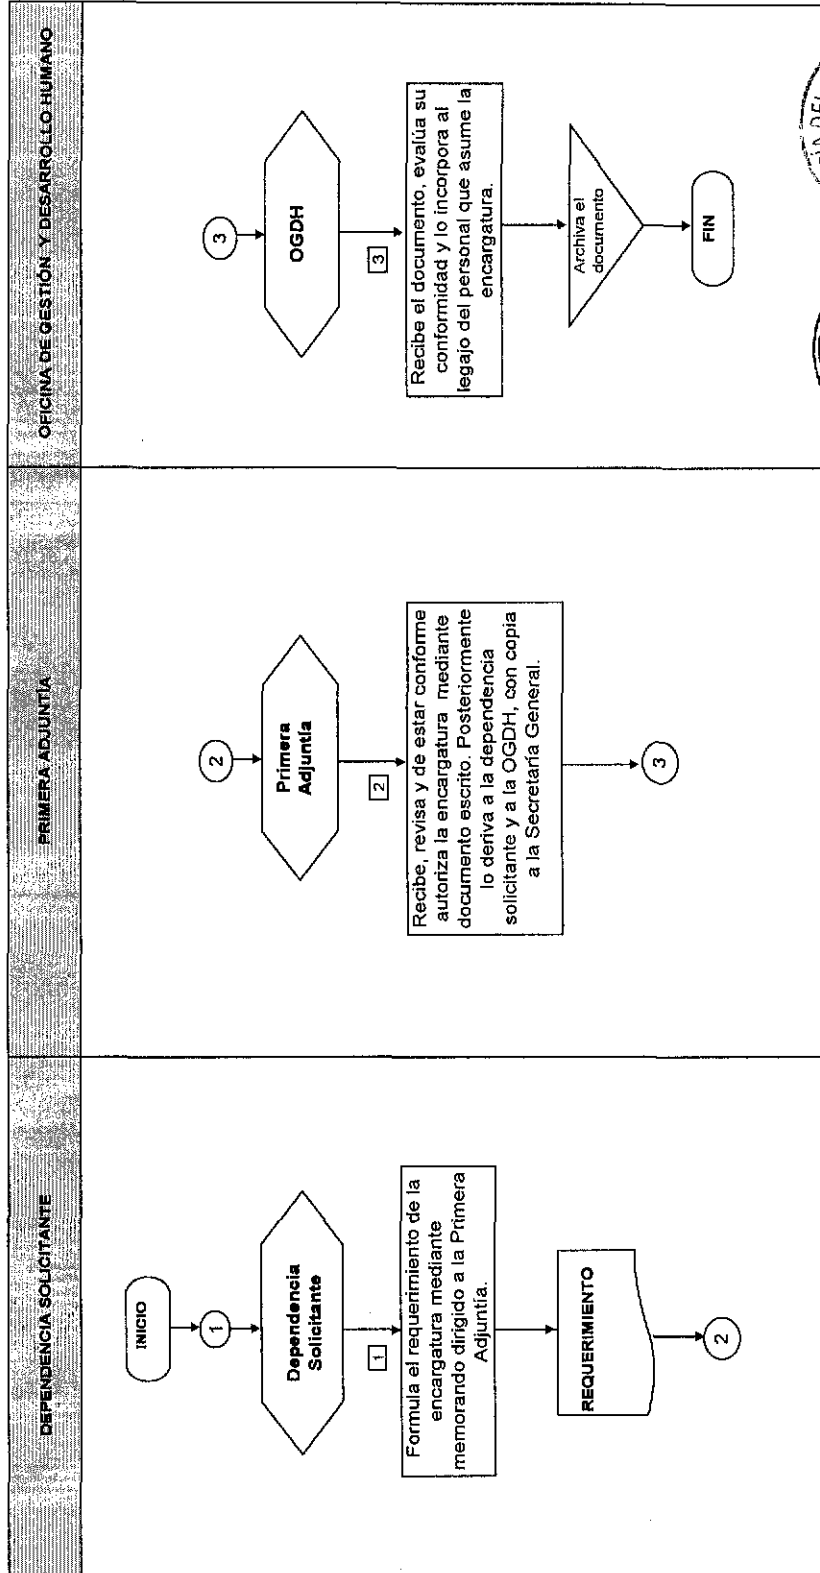 DEPENDENCIA SOLICITANTE
INICIO
1
Dependencia
Solicitante
1
Formula el requerimiento de la
encargatura mediante
memorando dirigido a la Primera
Adjuntía.
REQUERIMIENTO
2
PRIMERA ADJUNTÍA
2
Primera
Adjuntía
2
Recibe, revisa y de estar conforme
autoriza la encargatura mediante
documento escrito. Posteriormente
lo deriva a la dependencia
solicitante y a la OGDH, con copia
a la Secretaría General.
3
OFICINA DE GESTIÓN Y DESARROLLO HUMANO
3
OGDH
3
Recibe el documento, evalúa su
conformidad y lo incorpora al
legajo del personal que asume la
encargatura.
Archiva el
documento
FIN